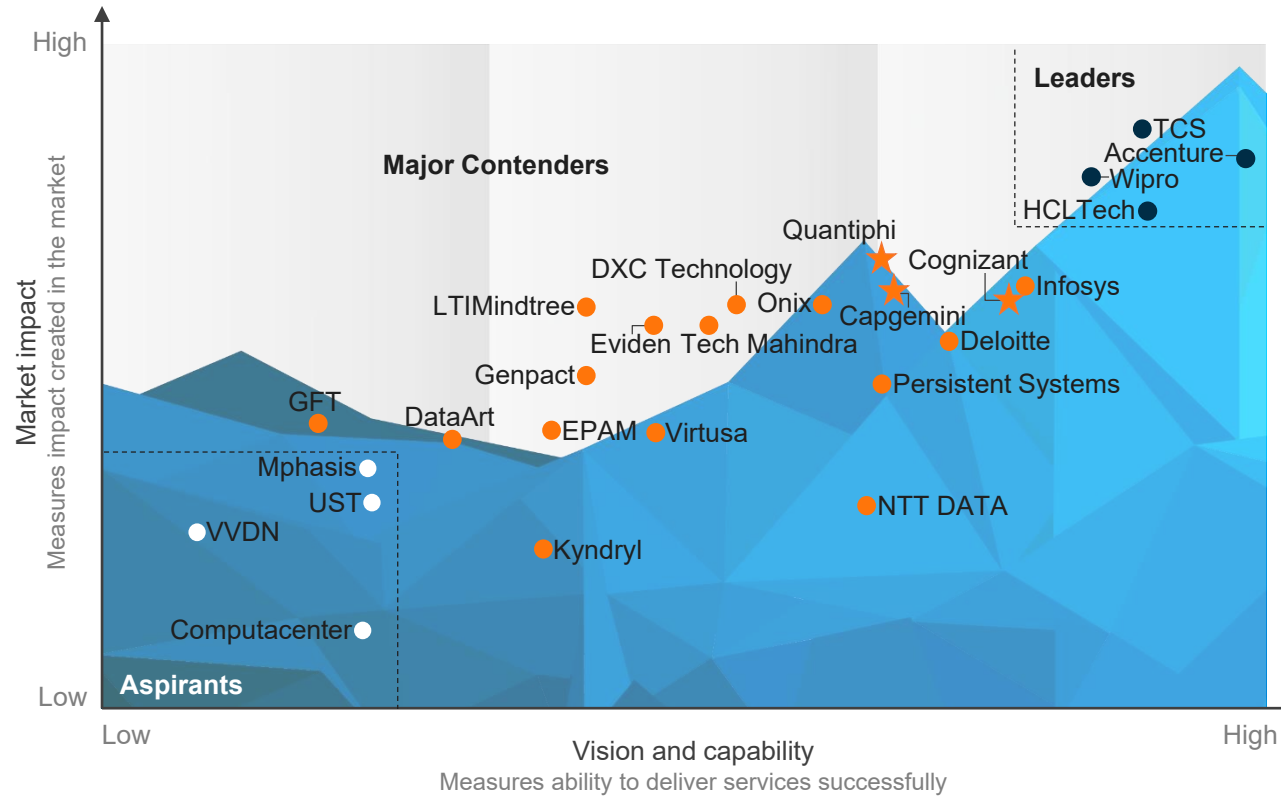 High
Leaders
TCS
Accenture
Wipro
HCLTech
Major Contenders
Quantiphi
Cognizant
DXC Technology
Infosys
LTIMindtree
Onix
Capgemini
Eviden
Tech Mahindra
Deloitte
Genpact
Persistent Systems
GFT
DataArt
EPAM
Virtusa
Mphasis
UST
NTT DATA
VVDN
Kyndryl
Computacenter
Aspirants
Market impact
Measures impact created in the market
Low
Low
High
Vision and capability
Measures ability to deliver services successfully